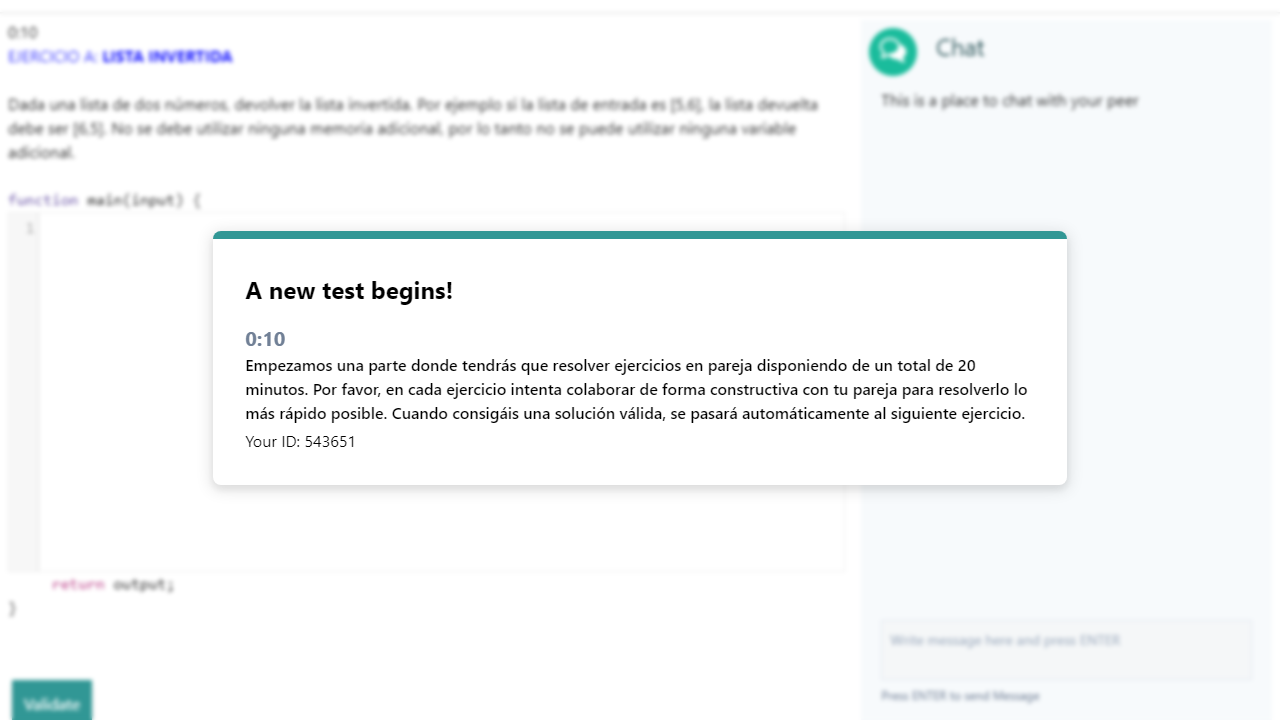 0:10
EJERCICIO A: LISTA INVERTIDA
Dada una lista de dos números, devolver la lista invertida. Por ejemplo si la lista de entrada es [5,6], la lista devuelta
debe ser [6,5]. No se debe utilizar ninguna memoria adicional, por lo tanto no se puede utilizar ninguna variable
adicional.
function main(input) {
1
A new test begins!
0:10
Empezamos una parte donde tendrás que resolver ejercicios en pareja disponiendo de un total de 20
minutos. Por favor, en cada ejercicio intenta colaborar de forma constructiva con tu pareja para resolverlo lo
más rápido posible. Cuando consigáis una solución válida, se pasará automáticamente al siguiente ejercicio.
Your ID: 543651
return output;
}
Validate
Chat
This is a place to chat with your peer
Write message here and press ENTER
Press ENTER to send Message